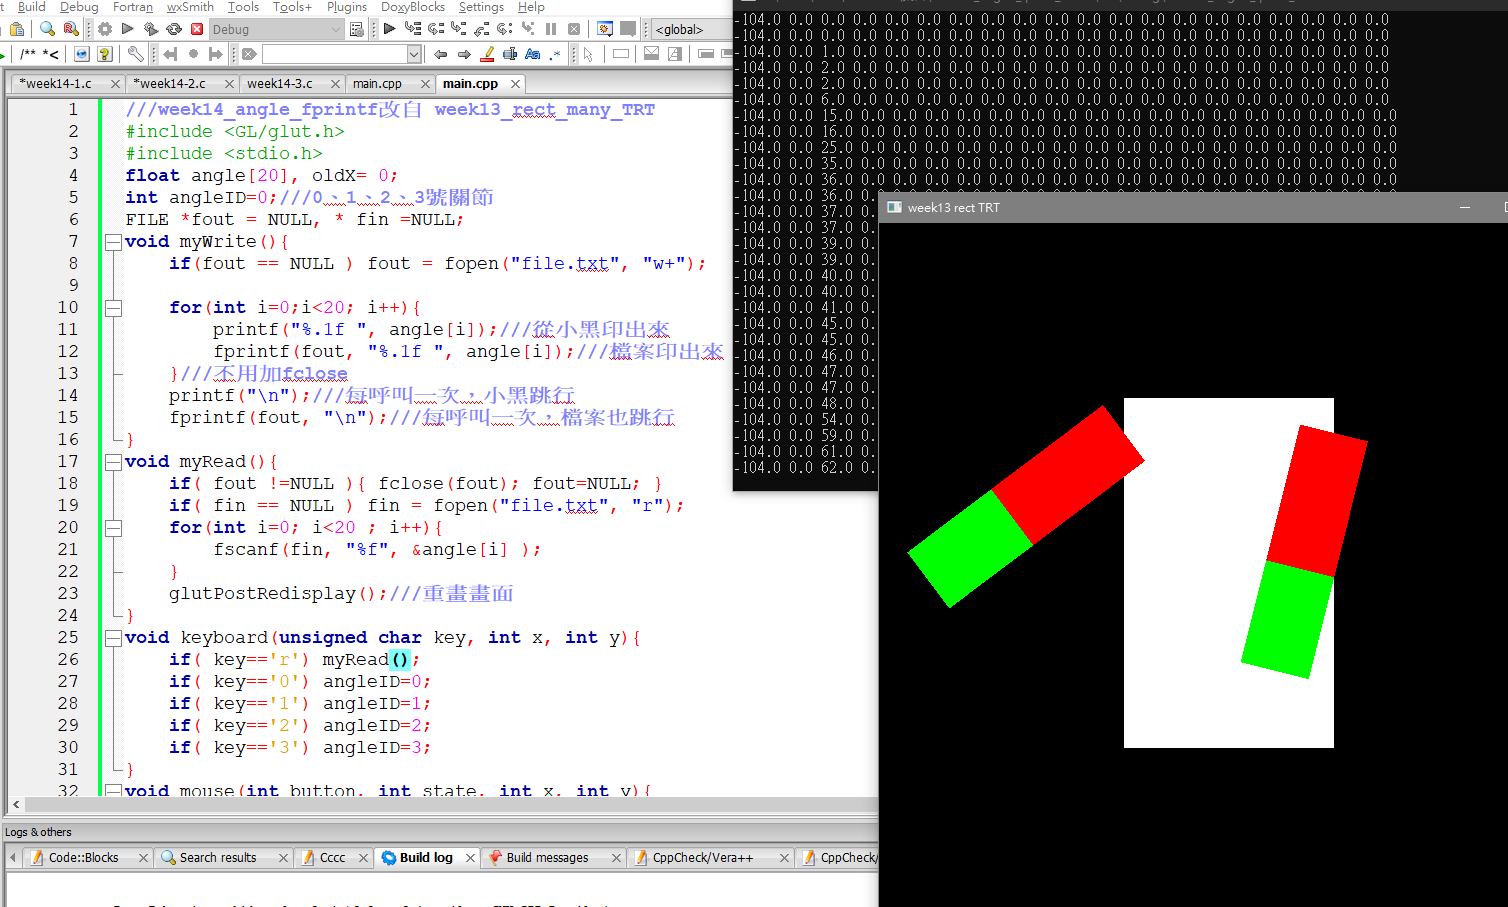 t Build Debug Fortran wxSmith Tools Tools+ Plugins DoxyBlocks Settings Help
Debug <global>
/** *< Aa .*
*week14-1.c *week14-2.c week14-3.c main.cpp main.cpp
1 ///week14_angle_fprintf改自 week13_rect_many_TRT
2 #include <GL/glut.h>
3 #include <stdio.h>
4 float angle[20], oldX= 0;
5 int angleID=0;///0、1、2、3號關節
6 FILE *fout = NULL, * fin =NULL;
7 void myWrite(){
8 if(fout == NULL ) fout = fopen("file.txt", "w+");
9
10 for(int i=0;i<20; i++){
11 printf("%.1f ", angle[i]);///從小黑印出來
12 fprintf(fout, "%.1f ", angle[i]);///檔案印出來
13 }///不用加fclose
14 printf("\n");///每呼叫一次，小黑跳行
15 fprintf(fout, "\n");///每呼叫一次，檔案也跳行
16 }
17 void myRead(){
18 if( fout !=NULL ){ fclose(fout); fout=NULL; }
19 if( fin == NULL ) fin = fopen("file.txt", "r");
20 for(int i=0; i<20 ; i++){
21 fscanf(fin, "%f", &angle[i] );
22 }
23 glutPostRedisplay();///重畫畫面
24 }
25 void keyboard(unsigned char key, int x, int y){
26 if( key=='r') myRead();
27 if( key=='0') angleID=0;
28 if( key=='1') angleID=1;
29 if( key=='2') angleID=2;
30 if( key=='3') angleID=3;
31 }
32 void mouse(int button, int state, int x, int y){
-104.0 0.0 0.0 0.0 0.0 0.0 0.0 0.0 0.0 0.0 0.0 0.0 0.0 0.0 0.0 0.0 0.0 0.0 0.0 0.0
-104.0 0.0 0.0 0.0 0.0 0.0 0.0 0.0 0.0 0.0 0.0 0.0 0.0 0.0 0.0 0.0 0.0 0.0 0.0 0.0
-104.0 0.0 1.0 0.0 0.0 0.0 0.0 0.0 0.0 0.0 0.0 0.0 0.0 0.0 0.0 0.0 0.0 0.0 0.0 0.0
-104.0 0.0 2.0 0.0 0.0 0.0 0.0 0.0 0.0 0.0 0.0 0.0 0.0 0.0 0.0 0.0 0.0 0.0 0.0 0.0
-104.0 0.0 2.0 0.0 0.0 0.0 0.0 0.0 0.0 0.0 0.0 0.0 0.0 0.0 0.0 0.0 0.0 0.0 0.0 0.0
-104.0 0.0 6.0 0.0 0.0 0.0 0.0 0.0 0.0 0.0 0.0 0.0 0.0 0.0 0.0 0.0 0.0 0.0 0.0 0.0
-104.0 0.0 15.0 0.0 0.0 0.0 0.0 0.0 0.0 0.0 0.0 0.0 0.0 0.0 0.0 0.0 0.0 0.0 0.0 0.0
-104.0 0.0 19.0 0.0 0.0 0.0 0.0 0.0 0.0 0.0 0.0 0.0 0.0 0.0 0.0 0.0 0.0 0.0 0.0 0.0
-104.0 0.0 25.0 0.0 0.0 0.0 0.0 0.0 0.0 0.0 0.0 0.0 0.0 0.0 0.0 0.0 0.0 0.0 0.0 0.0
-104.0 0.0 35.0 0.0 0.0 0.0 0.0 0.0 0.0 0.0 0.0 0.0 0.0 0.0 0.0 0.0 0.0 0.0 0.0 0.0
-104.0 0.0 36.0 0.0 0.0 0.0 0.0 0.0 0.0 0.0 0.0 0.0 0.0 0.0 0.0 0.0 0.0 0.0 0.0 0.0
-104.0 0.0 36.0 0.
-104.0 0.0 37.0 0.
-104.0 0.0 37.0 0.
-104.0 0.0 39.0 0.
-104.0 0.0 39.0 0.
-104.0 0.0 40.0 0.
-104.0 0.0 40.0 0.
-104.0 0.0 41.0 0.
-104.0 0.0 45.0 0.
-104.0 0.0 45.0 0.
-104.0 0.0 46.0 0.
-104.0 0.0 47.0 0.
-104.0 0.0 47.0 0.
-104.0 0.0 48.0 0.
-104.0 0.0 54.0 0.
-104.0 0.0 59.0 0.
-104.0 0.0 61.0 0.
-104.0 0.0 62.0 0.
week13 rect TRT
Logs & others
Code::Blocks Search results Cccc Build log Build messages CppCheck/Vera++ CppCheck/